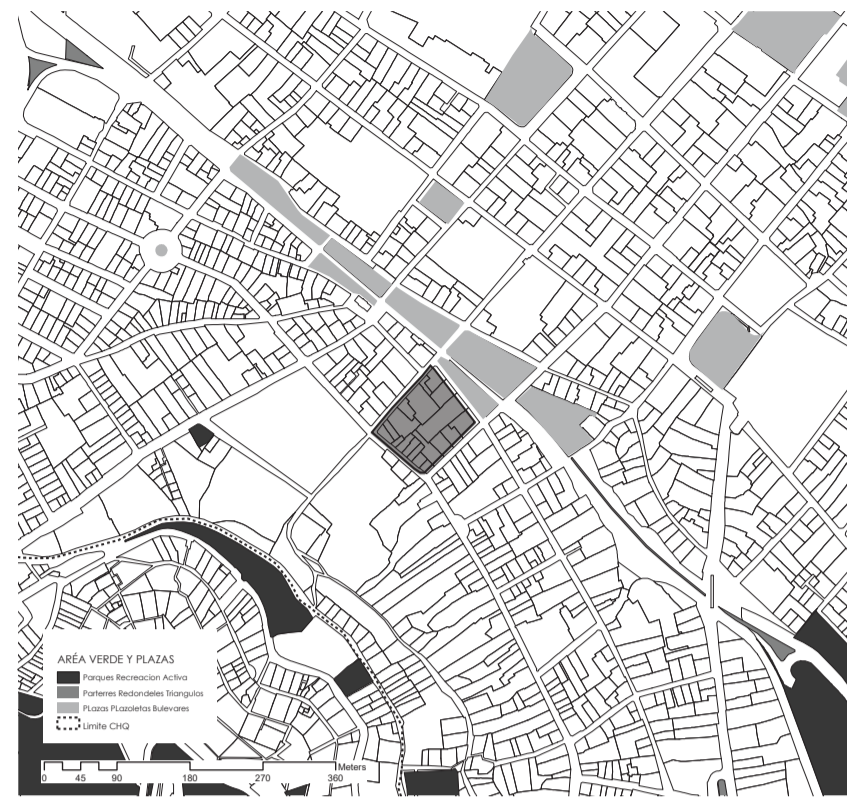 ARÉA VERDE Y PLAZAS
Parques Recreacion Activa
Parterres Redondeles Triangulos
Plazas Plazoletas Bulevares
Limite CHQ
Meters
0 45 90 180 270 360